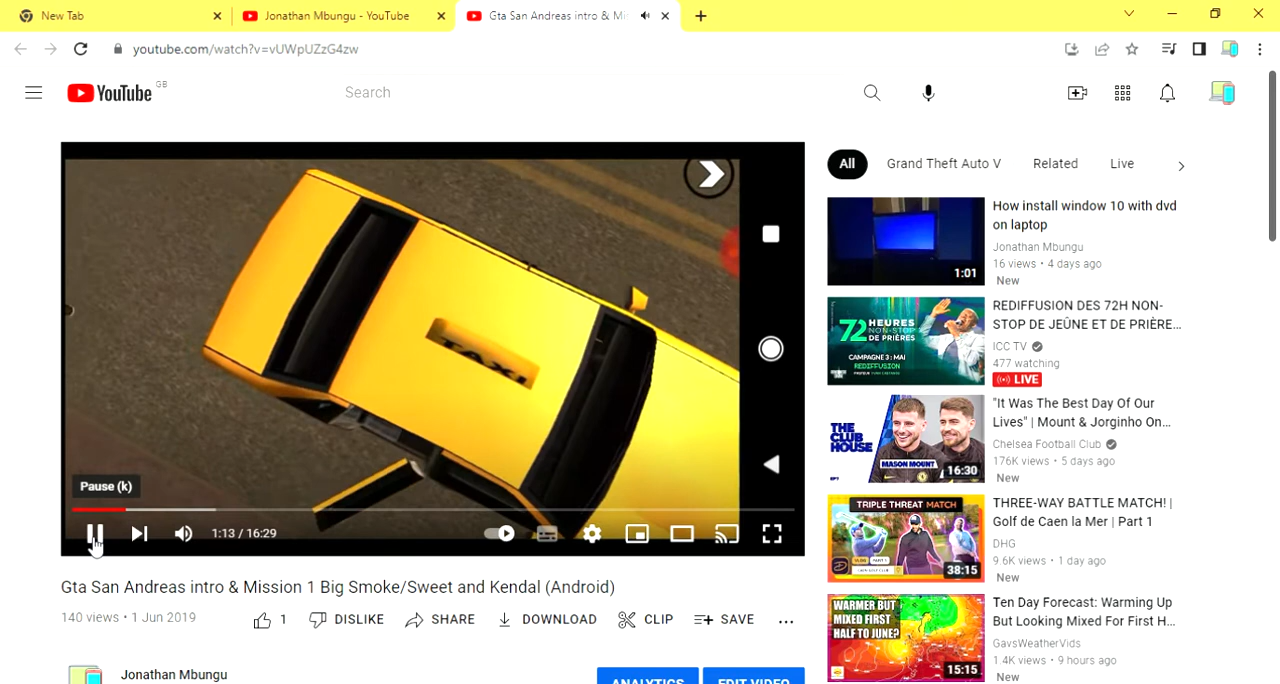 New Tab
Jonathan Mbungu - YouTube
Gta San Andreas intro & Mi
youtube.com/watch?v=vUWpUZzG4zw
YouTube GB
Search
TAXI
Pause (k)
1:13 / 16:29
Gta San Andreas intro & Mission 1 Big Smoke/Sweet and Kendal (Android)
140 views • 1 Jun 2019
1
DISLIKE
SHARE
DOWNLOAD
CLIP
SAVE
Jonathan Mbungu
ANALYTICS
EDIT VIDEO
All
Grand Theft Auto V
Related
Live
1:01
How install window 10 with dvd
on laptop
Jonathan Mbungu
16 views • 4 days ago
New
72 HEURES
NON-STOP
DE PRIÈRES
CAMPAGNE 3: MAI
REDIFFUSION
REDIFFUSION DES 72H NON-
STOP DE JEÛNE ET DE PRIÈRE...
ICC TV
477 watching
LIVE
THE
CLUB
HOUSE
MASON MOUNT
16:30
"It Was The Best Day Of Our
Lives" | Mount & Jorginho On...
Chelsea Football Club
176K views • 5 days ago
New
TRIPLE THREAT MATCH
38:15
THREE-WAY BATTLE MATCH! |
Golf de Caen la Mer | Part 1
DHG
9.6K views • 1 day ago
New
WARMER BUT
MIXED FIRST
HALF TO JUNE?
15:15
Ten Day Forecast: Warming Up
But Looking Mixed For First H...
GavsWeatherVids
1.4K views • 9 hours ago
New